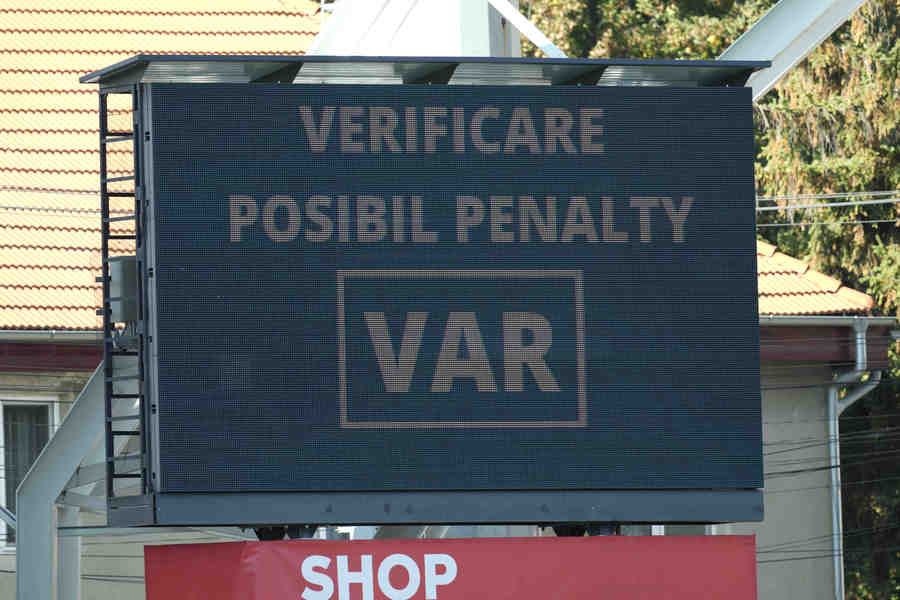 VERIFICARE
POSIBIL PENALTY
VAR
SHOP